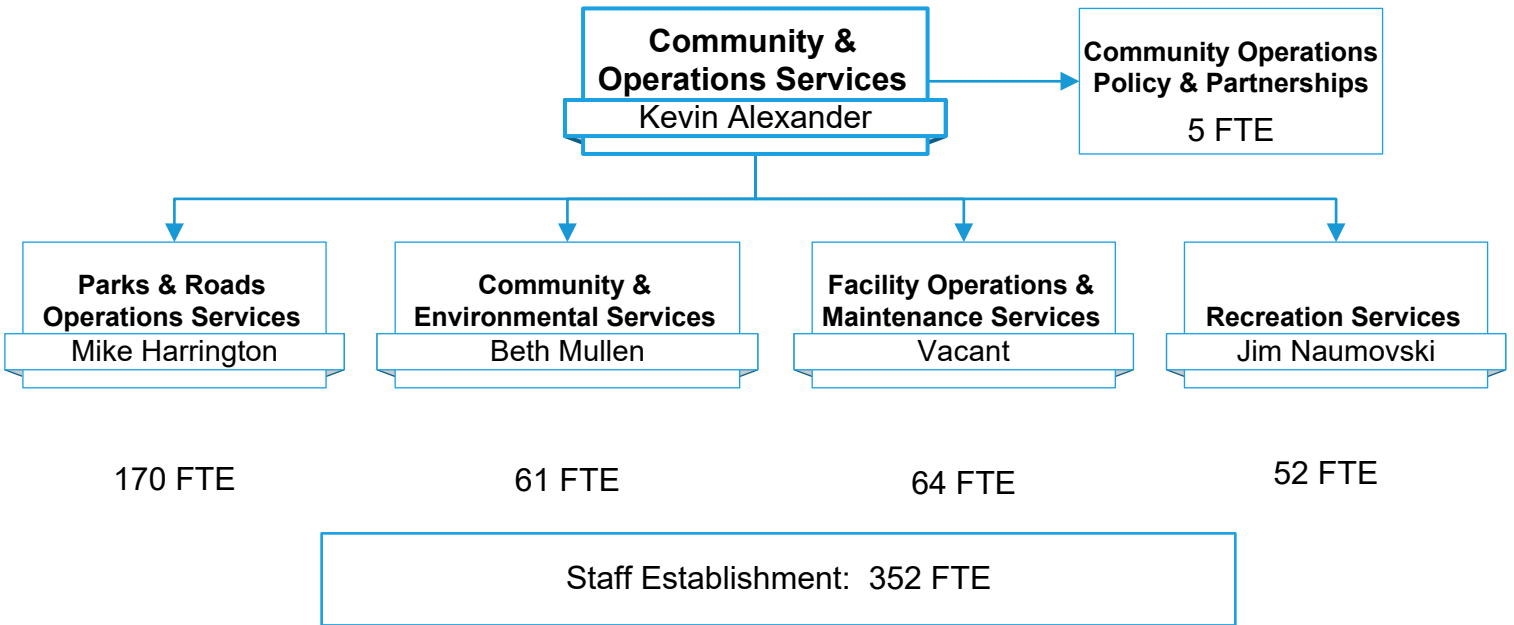 Community &
Operations Services
Kevin Alexander
Community Operations
Policy & Partnerships
5 FTE
Parks & Roads
Operations Services
Mike Harrington
170 FTE
Community &
Environmental Services
Beth Mullen
61 FTE
Facility Operations &
Maintenance Services
Vacant
64 FTE
Recreation Services
Jim Naumovski
52 FTE
Staff Establishment: 352 FTE